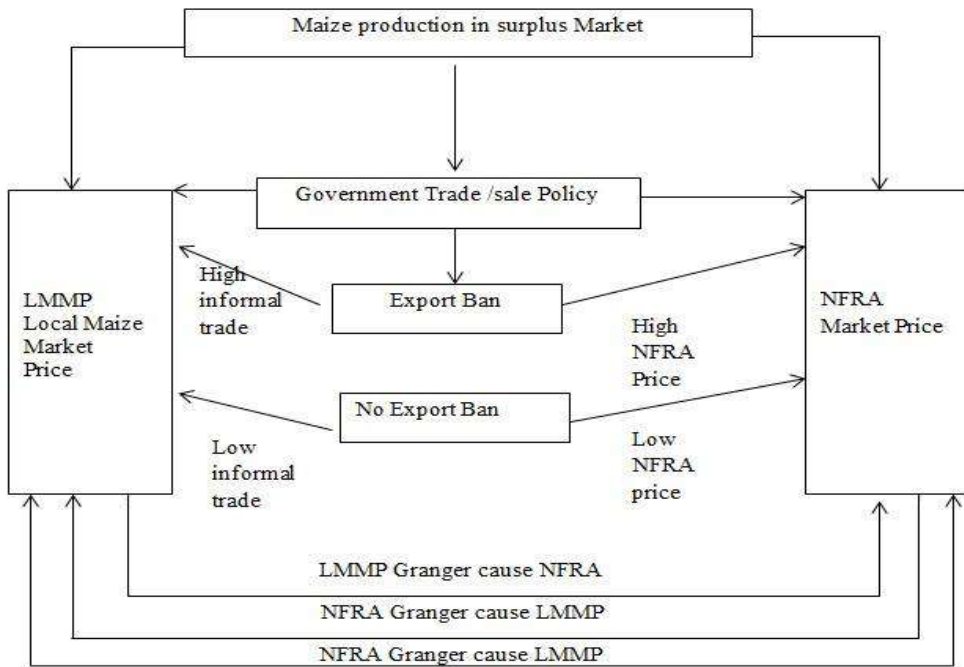 Maize production in surplus Market
Government Trade /sale Policy
High
informal
trade
Export Ban
LMMP
Local Maize
Market
Price
NFRA
Market Price
High
NFRA
Price
No Export Ban
Low
informal
trade
Low
NFRA
price
LMMP Granger cause NFRA
NFRA Granger cause LMMP
NFRA Granger cause LMMP